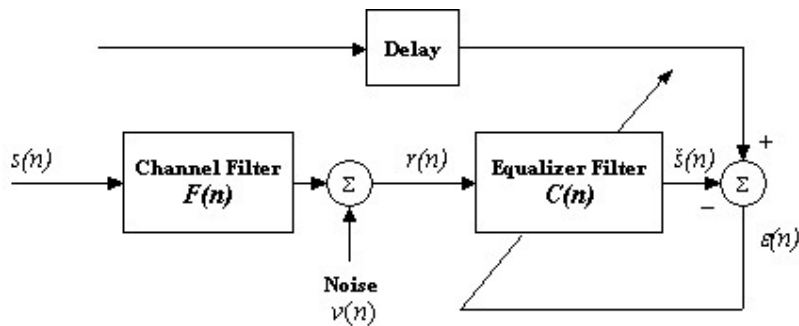 Delay
s(n)
Channel Filter
F(n)
Σ
r(n)
Equalizer Filter
C(n)
š(n)
+
Σ
−
ε(n)
Noise
v(n)